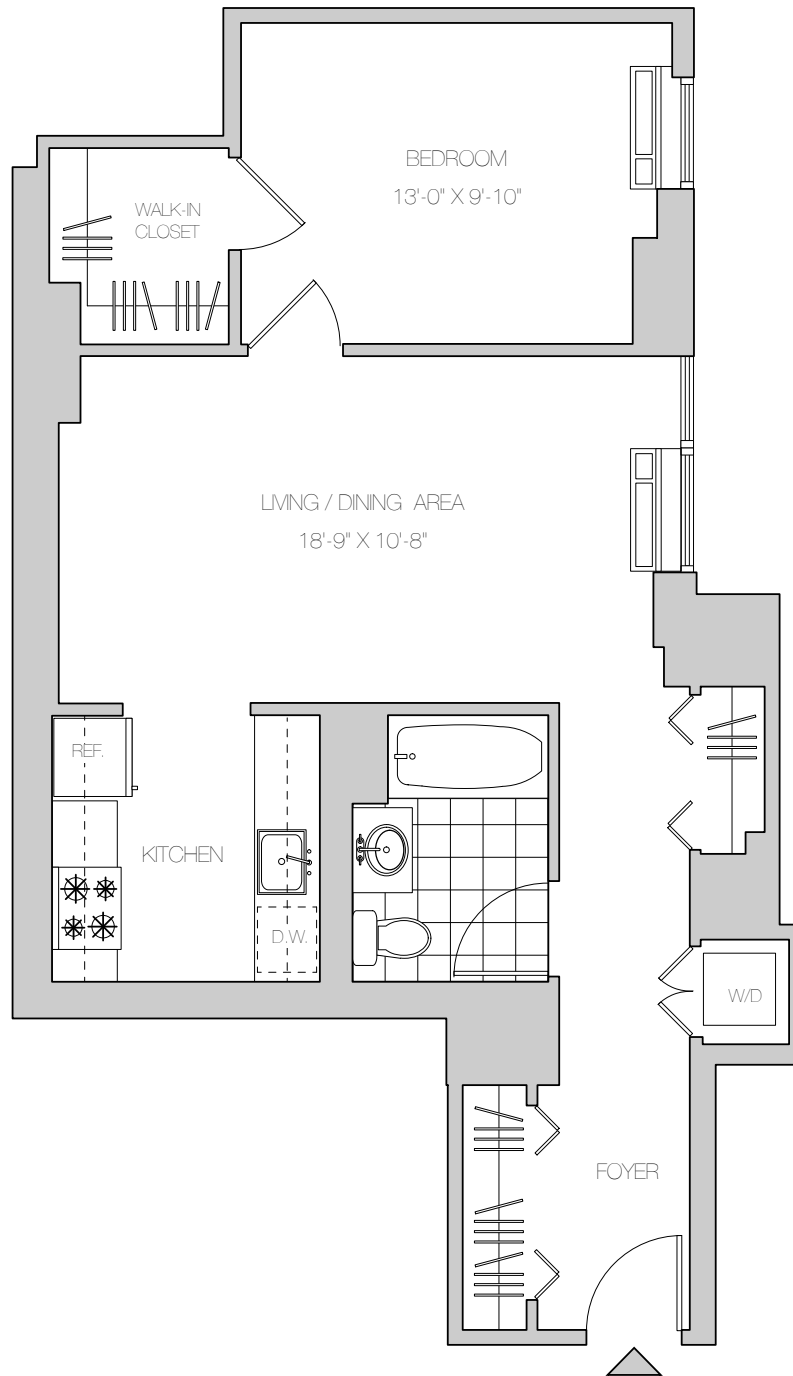 BEDROOM
13'-0" X 9'-10"
WALK-IN
CLOSET
LIVING / DINING AREA
18'-9" X 10'-8"
REF.
KITCHEN
D.W.
W/D
FOYER